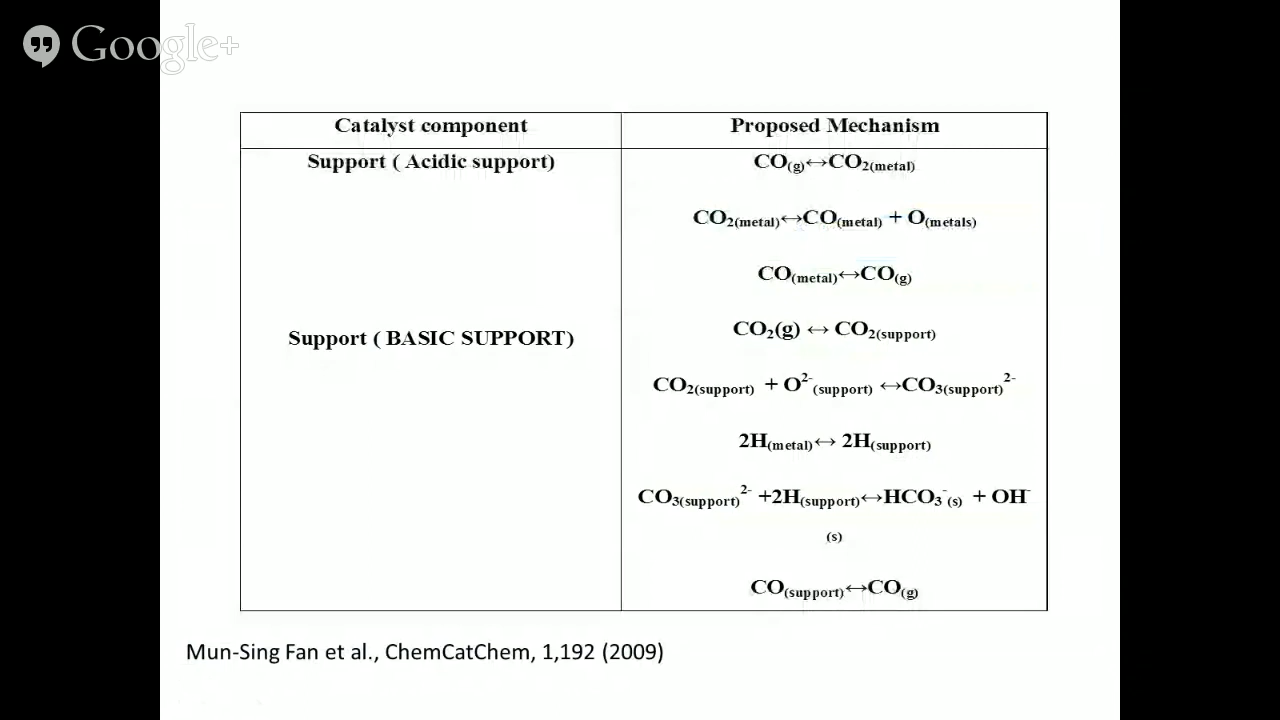 Google+
Catalyst component
Proposed Mechanism
Support ( Acidic support)
CO(g)↔CO2(metal)
CO2(metal)↔CO(metal) + O(metals)
CO(metal)↔CO(g)
Support ( BASIC SUPPORT)
CO2(g) ↔ CO2(support)
CO2(support) + O2-(support) ↔CO3(support)2-
2H(metal)↔ 2H(support)
CO3(support)2- +2H(support)↔HCO3-(s) + OH-
(s)
CO(support)↔CO(g)
Mun-Sing Fan et al., ChemCatChem, 1,192 (2009)